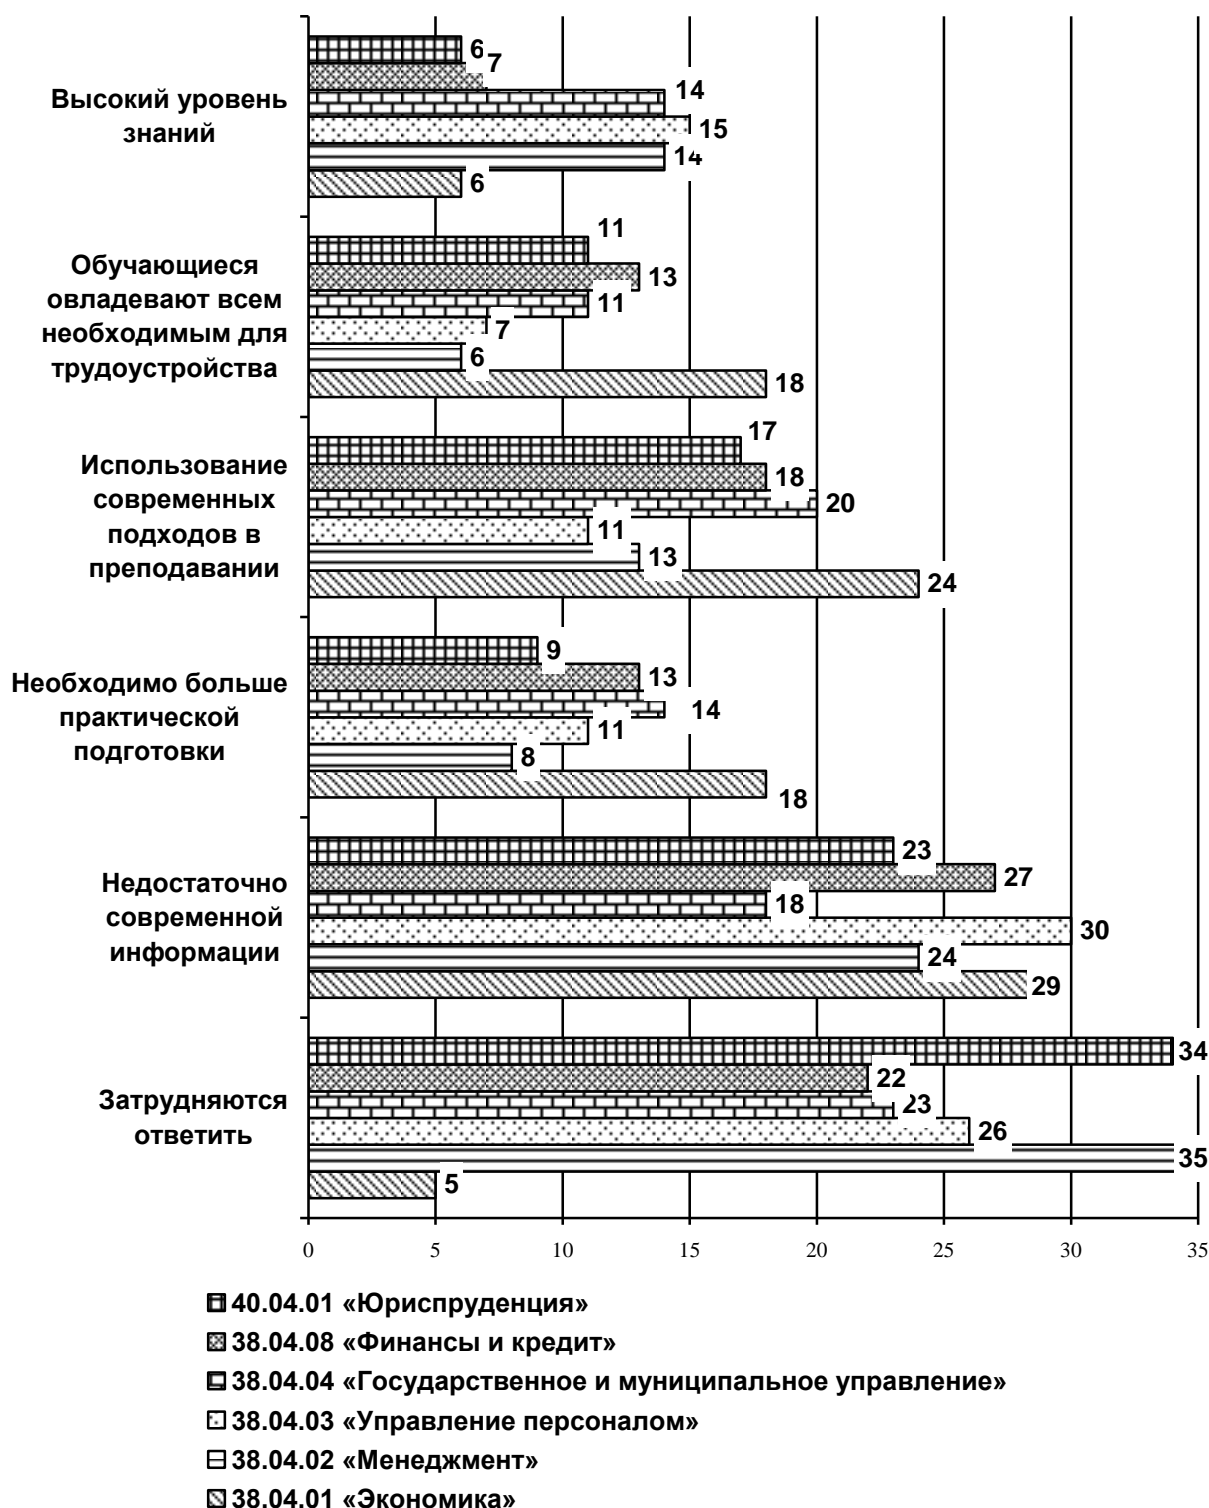 6
7
14
15
14
6
Высокий уровень
знаний
11
13
11
7
6
18
Обучающиеся
овладевают всем
необходимым для
трудоустройства
17
18
20
11
13
24
Использование
современных
подходов в
преподавании
9
13
14
11
8
18
Необходимо больше
практической
подготовки
23
27
18
30
24
29
Недостаточно
современной
информации
34
22
23
26
35
5
Затрудняются
ответить
0 5 10 15 20 25 30 35
40.04.01 «Юриспруденция»
38.04.08 «Финансы и кредит»
38.04.04 «Государственное и муниципальное управление»
38.04.03 «Управление персоналом»
38.04.02 «Менеджмент»
38.04.01 «Экономика»